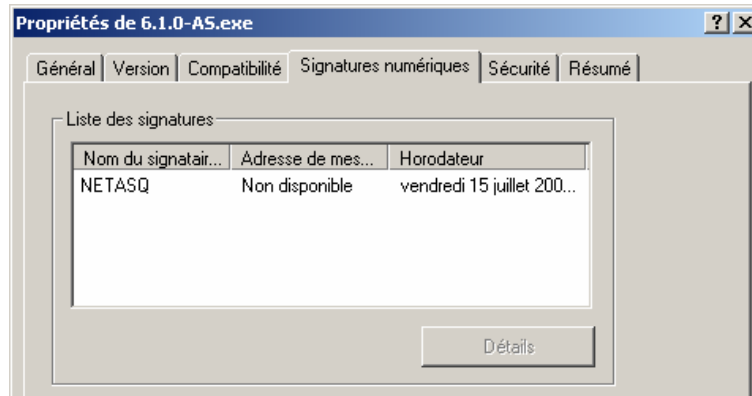 Propriétés de 6.1.0-AS.exe
Général Version Compatibilité Signatures numériques Sécurité Résumé
Liste des signatures
Nom du signatair... Adresse de mes... Horodateur
NETASQ Non disponible vendredi 15 juillet 200...
Détails